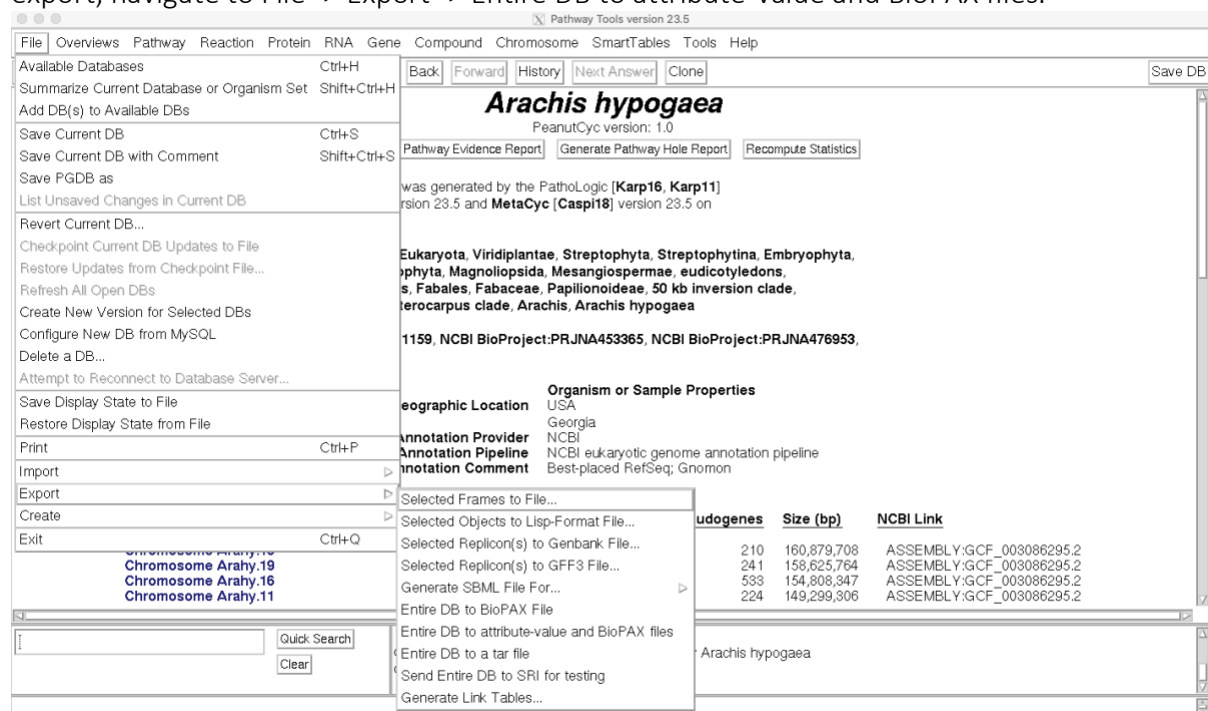 export, navigate to File -> Export -> Entire DB to attribute-value and BioPAX files.
Pathway Tools version 23.5
File Overviews Pathway Reaction Protein RNA Gene Compound Chromosome SmartTables Tools Help
Available Databases Ctrl+H
Summarize Current Database or Organism Set Shift+Ctrl+H
Add DB(s) to Available DBs
Save Current DB Ctrl+S
Save Current DB with Comment Shift+Ctrl+S
Save PGDB as
List Unsaved Changes in Current DB
Revert Current DB...
Checkpoint Current DB Updates to File
Restore Updates from Checkpoint File...
Refresh All Open DBs
Create New Version for Selected DBs
Configure New DB from MySQL
Delete a DB...
Attempt to Reconnect to Database Server...
Save Display State to File
Restore Display State from File
Print Ctrl+P
Import
Export
Create
Exit Ctrl+Q
Back Forward History Next Answer Clone Save DB
Arachis hypogaea
PeanutCyc version: 1.0
Pathway Evidence Report Generate Pathway Hole Report Recompute Statistics
was generated by the PathoLogic [Karp16, Karp11]
rsion 23.5 and MetaCyc [Caspi18] version 23.5 on
Eukaryota, Viridiplantae, Streptophyta, Streptophytina, Embryophyta,
ophyta, Magnoliopsida, Mesangiospermae, eudicotyledons,
s, Fabales, Fabaceae, Papilionoideae, 50 kb inversion clade,
terocarpus clade, Arachis, Arachis hypogaea
1159, NCBI BioProject:PRJNA453365, NCBI BioProject:PRJNA476953,
Organism or Sample Properties
eographic Location USA
Georgia
Annotation Provider NCBI
Annotation Pipeline NCBI eukaryotic genome annotation pipeline
nnotation Comment Best-placed RefSeq; Gnomon
Selected Frames to File...
Selected Objects to Lisp-Format File...
Selected Replicon(s) to Genbank File...
Selected Replicon(s) to GFF3 File...
Generate SBML File For...
Entire DB to BioPAX File
Entire DB to attribute-value and BioPAX files
Entire DB to a tar file
Send Entire DB to SRI for testing
Generate Link Tables...
udogenes Size (bp) NCBI Link
210 160,879,708 ASSEMBLY:GCF_003086295.2
Chromosome Arahy.19 241 158,625,764 ASSEMBLY:GCF_003086295.2
Chromosome Arahy.16 533 154,808,347 ASSEMBLY:GCF_003086295.2
Chromosome Arahy.11 224 149,299,306 ASSEMBLY:GCF_003086295.2
Quick Search
Clear
Arachis hypogaea